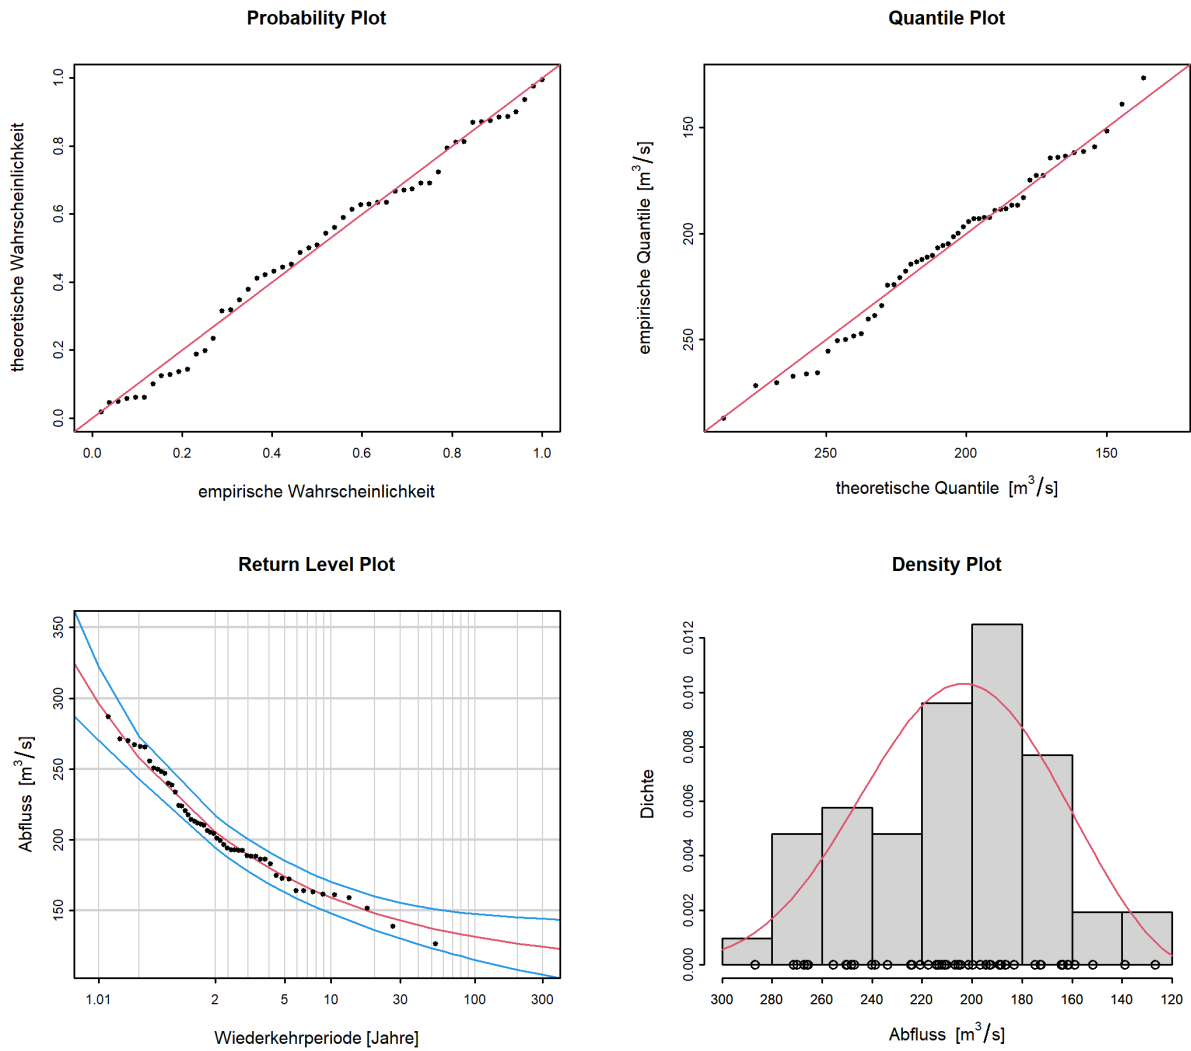 Probability Plot
theoretische Wahrscheinlichkeit
0.0 0.2 0.4 0.6 0.8 1.0
0.0 0.2 0.4 0.6 0.8 1.0
empirische Wahrscheinlichkeit
Quantile Plot
empirische Quantile [m³/s]
250 200 150
250 200 150
theoretische Quantile [m³/s]
Return Level Plot
Abfluss [m³/s]
150 200 250 300 350
1.01 2 5 10 30 100 300
Wiederkehrperiode [Jahre]
Density Plot
Dichte
0.000 0.002 0.004 0.006 0.008 0.010 0.012
300 280 260 240 220 200 180 160 140 120
Abfluss [m³/s]